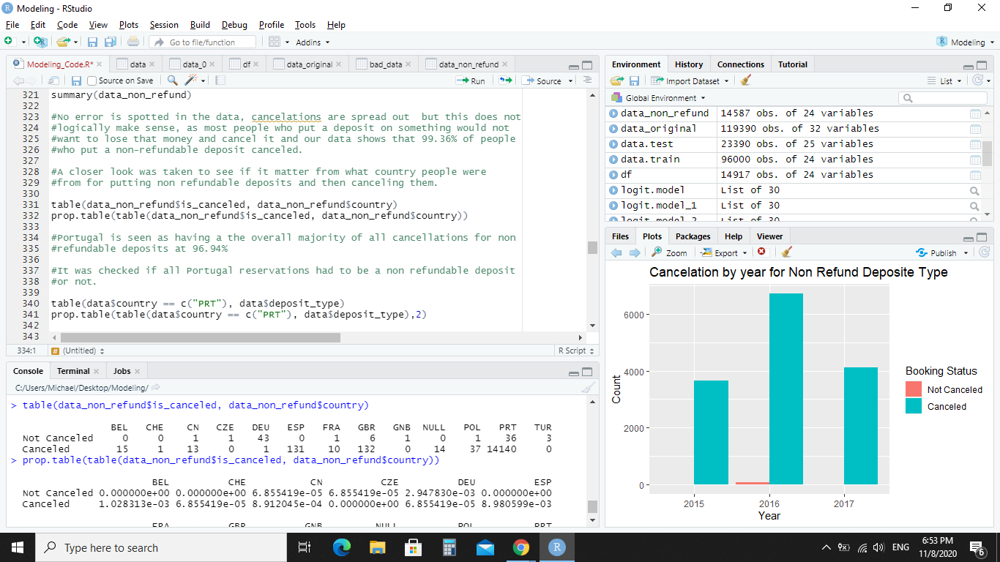 Modeling - RStudio
File Edit Code View Plots Session Build Debug Profile Tools Help
Go to file/function Addins Modeling
Modeling_Code.R* data data_0 df data_original bad_data data_non_refund
Source on Save Run Source
321 summary(data_non_refund)
322
323 #No error is spotted in the data, cancelations are spread out  but this does not
324 #logically make sense, as most people who put a deposit on something would not
325 #want to lose that money and cancel it and our data shows that 99.36% of people
326 #who put a non-refundable deposit canceled.
327
328 #A closer look was taken to see if it matter from what country people were
329 #from for putting non refundable deposits and then canceling them.
330
331 table(data_non_refund$is_canceled, data_non_refund$country)
332 prop.table(table(data_non_refund$is_canceled, data_non_refund$country))
333
334 #Portugal is seen as having a the overall majority of all cancellations for non
335 #refundable deposits at 96.94%
336
337 #It was checked if all Portugal reservations had to be a non refundable deposit
338 #or not.
339
340 table(data$country == c("PRT"), data$deposit_type)
341 prop.table(table(data$country == c("PRT"), data$deposit_type),2)
342
343
334:1 # (Untitled) R Script
Console Terminal Jobs
C:/Users/Michael/Desktop/Modeling/
> table(data_non_refund$is_canceled, data_non_refund$country)
BEL CHE CN CZE DEU ESP FRA GBR GNB NULL POL PRT TUR
Not Canceled 0 0 1 1 43 0 1 6 1 0 1 36 3
Canceled 15 1 13 0 1 131 10 132 0 14 37 14140 0
> prop.table(table(data_non_refund$is_canceled, data_non_refund$country))
BEL CHE CN CZE DEU ESP
Not Canceled 0.000000e+00 0.000000e+00 6.855419e-05 6.855419e-05 2.947830e-03 0.000000e+00
Canceled 1.028313e-03 6.855419e-05 8.912045e-04 0.000000e+00 6.855419e-05 8.980599e-03
FRA GBR GNB NULL POL PRT
Environment History Connections Tutorial
Import Dataset List
Global Environment
data_non_refund 14587 obs. of 24 variables
data_original 119390 obs. of 32 variables
data.test 23390 obs. of 25 variables
data.train 96000 obs. of 24 variables
df 14917 obs. of 24 variables
logit.model List of 30
logit.model_1 List of 30
logit.model_2 List of 30
Files Plots Packages Help Viewer
Zoom Export Publish
Cancelation by year for Non Refund Deposite Type
Count
6000
4000
2000
0
2015 2016 2017
Year
Booking Status
Not Canceled
Canceled
Type here to search
ENG
6:53 PM
11/8/2020
6